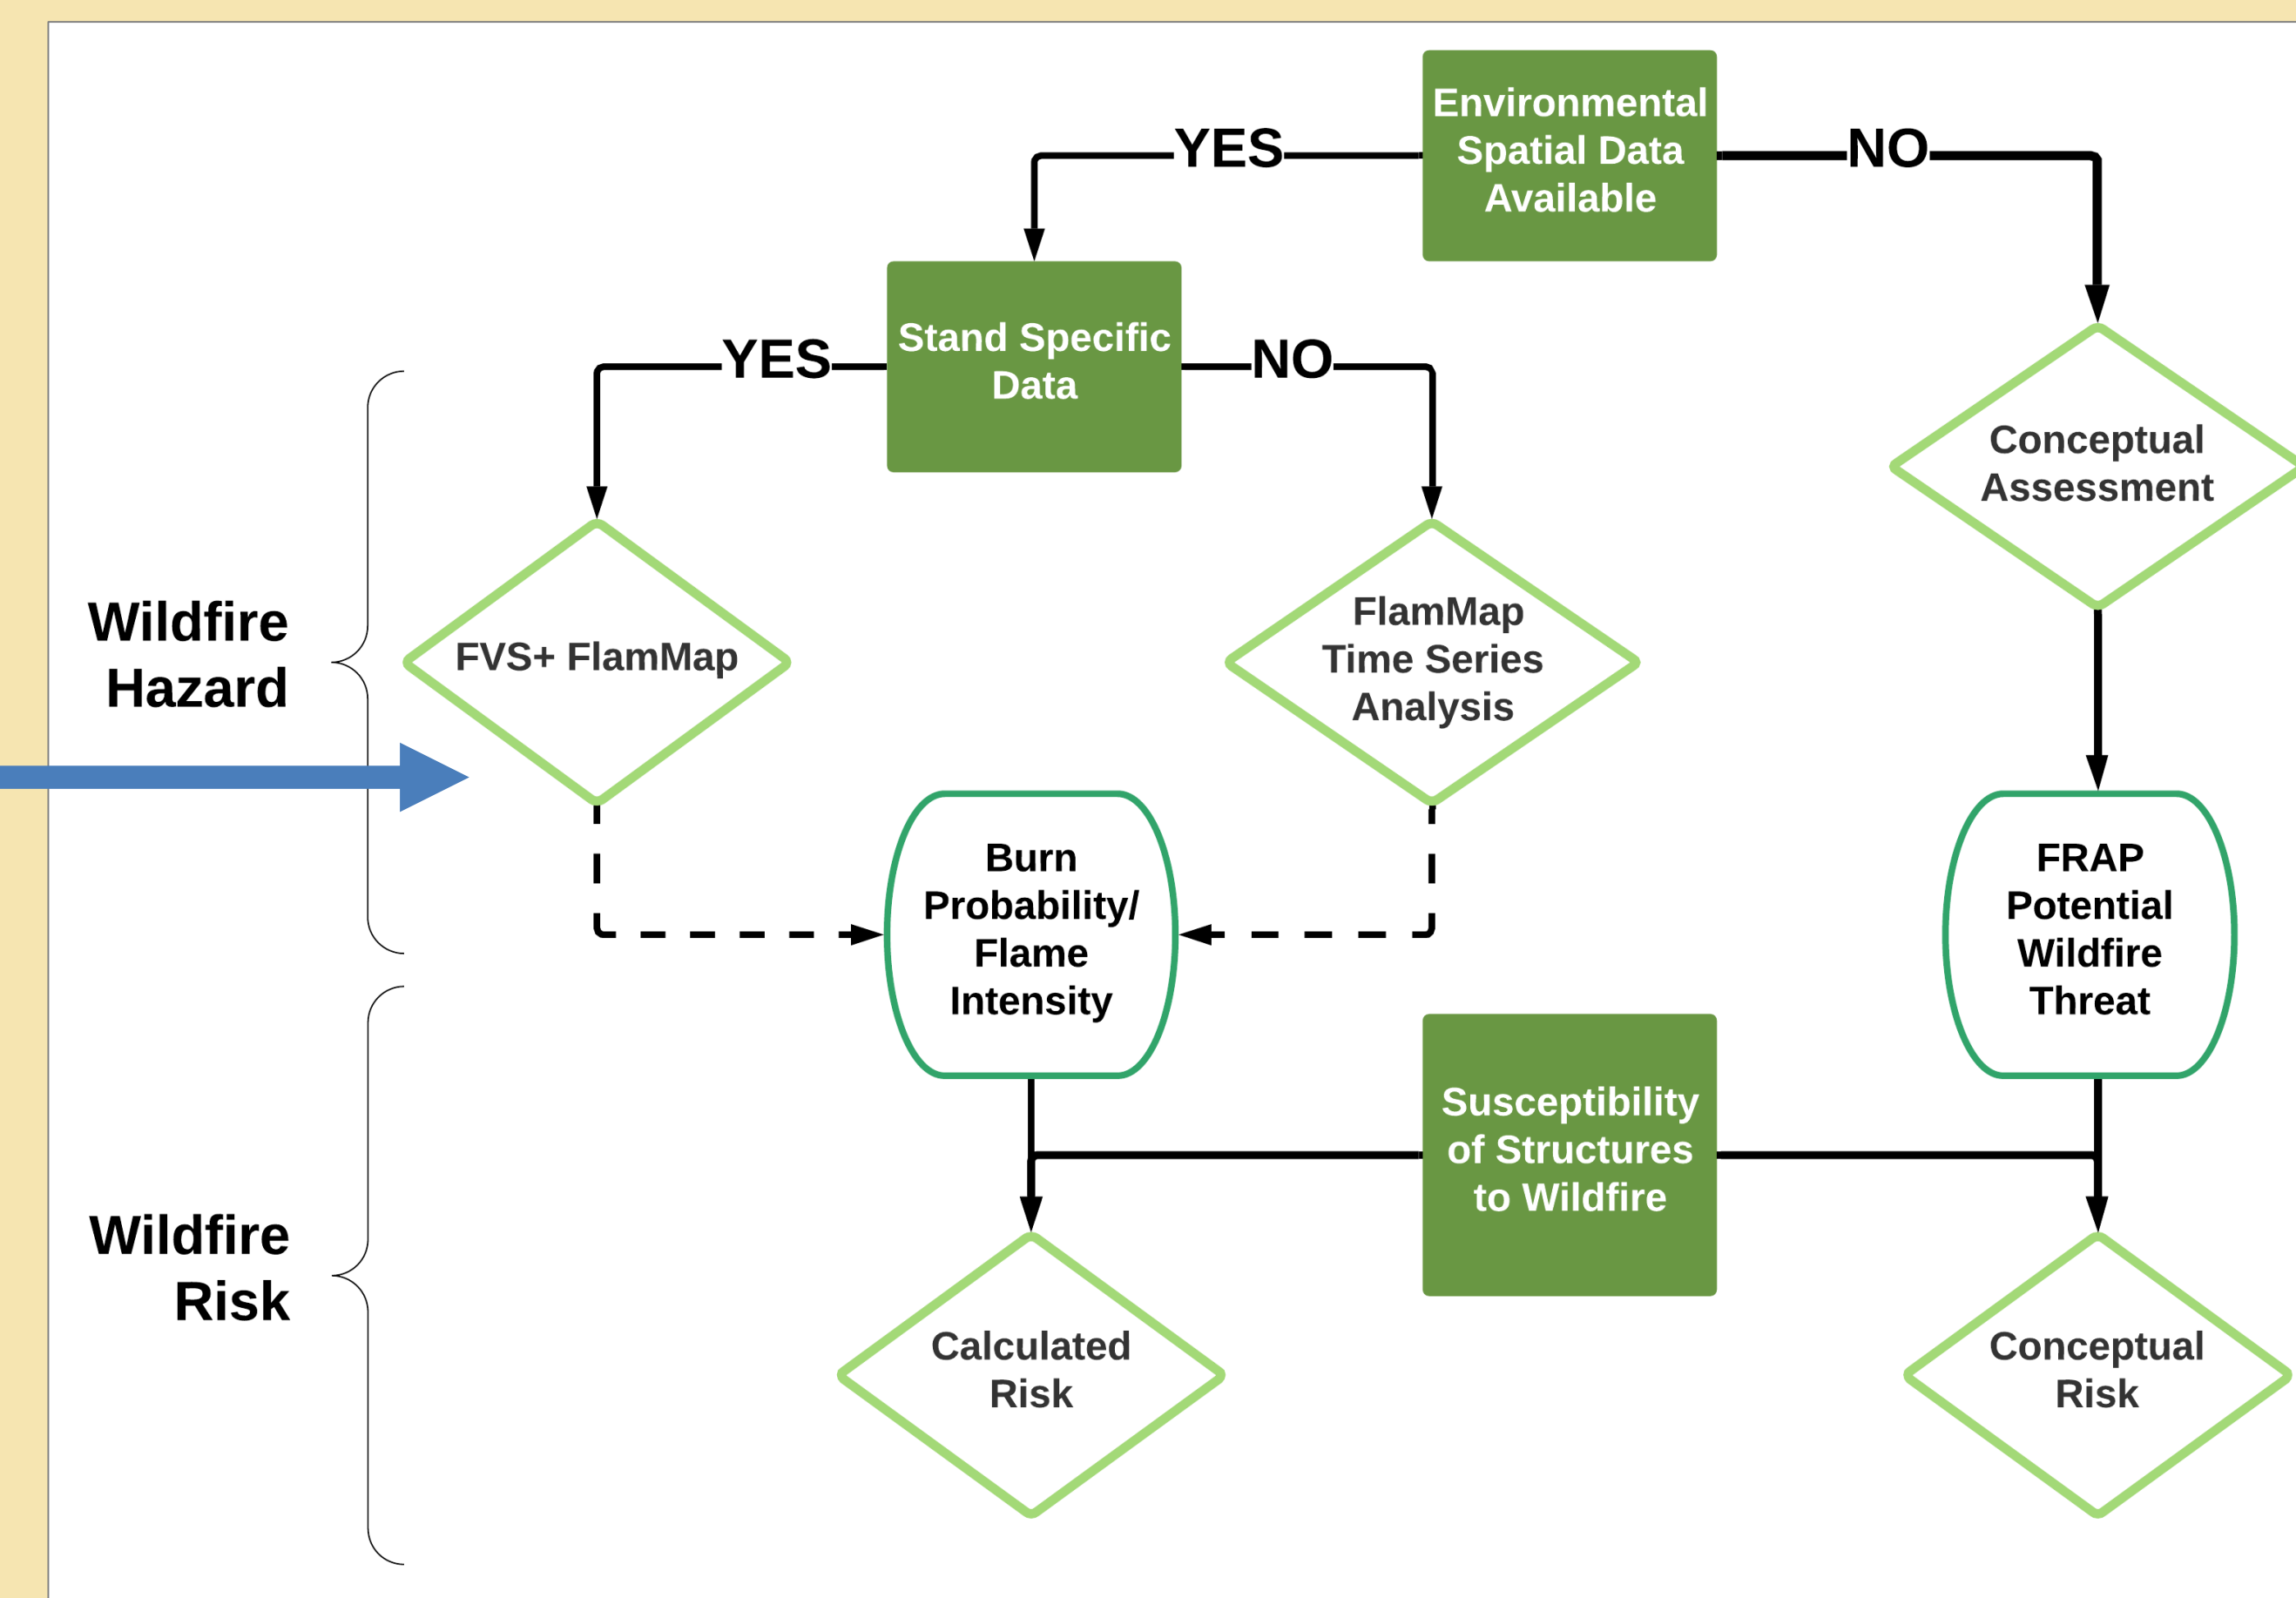 Environmental
Spatial Data
Available
YES
NO
Stand Specific
Data
YES
NO
Conceptual
Assessment
Wildfire
Hazard
FVS+ FlamMap
FlamMap
Time Series
Analysis
Burn
Probability/
Flame
Intensity
FRAP
Potential
Wildfire
Threat
Susceptibility
of Structures
to Wildfire
Wildfire
Risk
Calculated
Risk
Conceptual
Risk